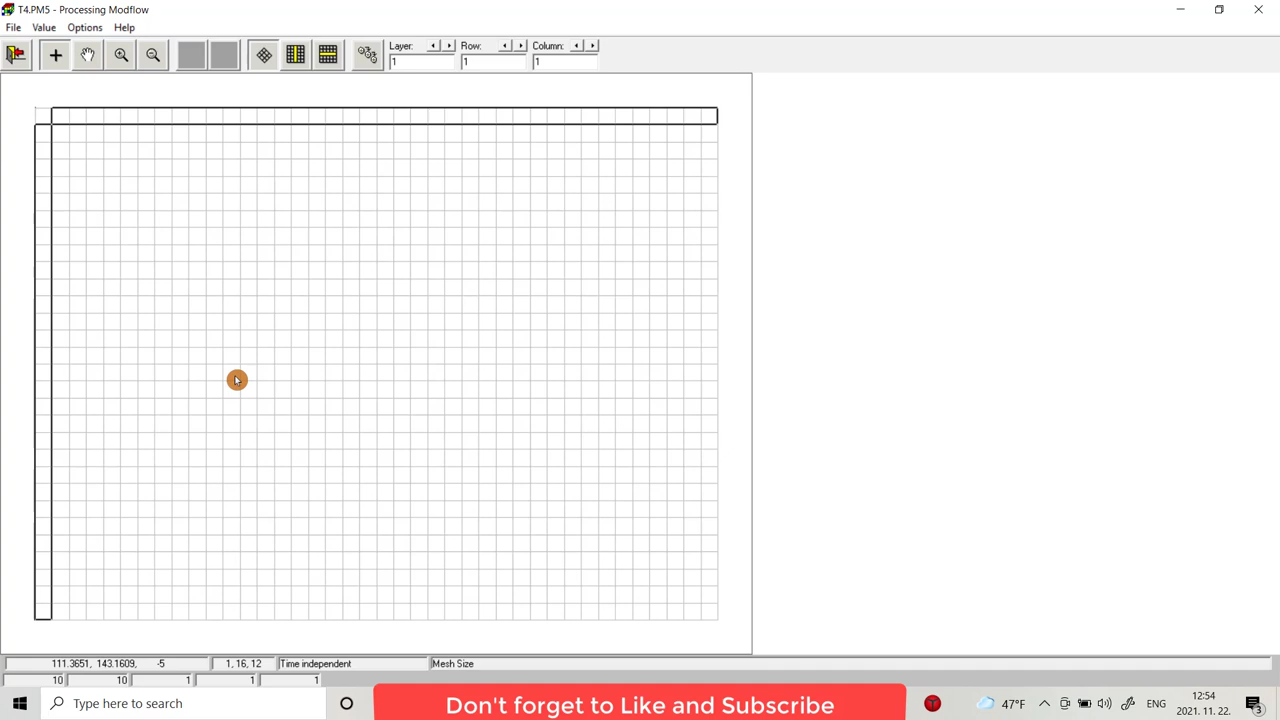 T4.PM5 - Processing Modflow
File Value Options Help
Layer: Row: Column:
1 1 1
111.3651, 143.1609, -5 1, 16, 12 Time independent Mesh Size
10 10 1 1 1
Type here to search
Don't forget to Like and Subscribe
47°F ENG 12:54
2021. 11. 22.
3